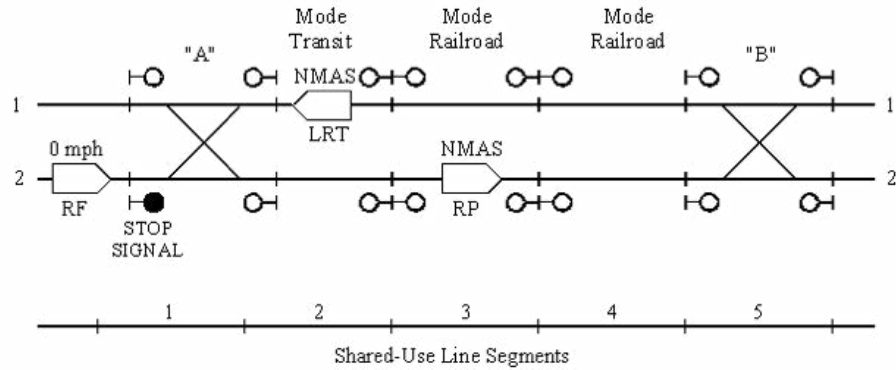 Mode Transit
Mode Railroad
Mode Railroad
"A"
"B"
NMAS
1
1
LRT
0 mph
NMAS
2
2
RF
RP
STOP
SIGNAL
1
2
3
4
5
Shared-Use Line Segments